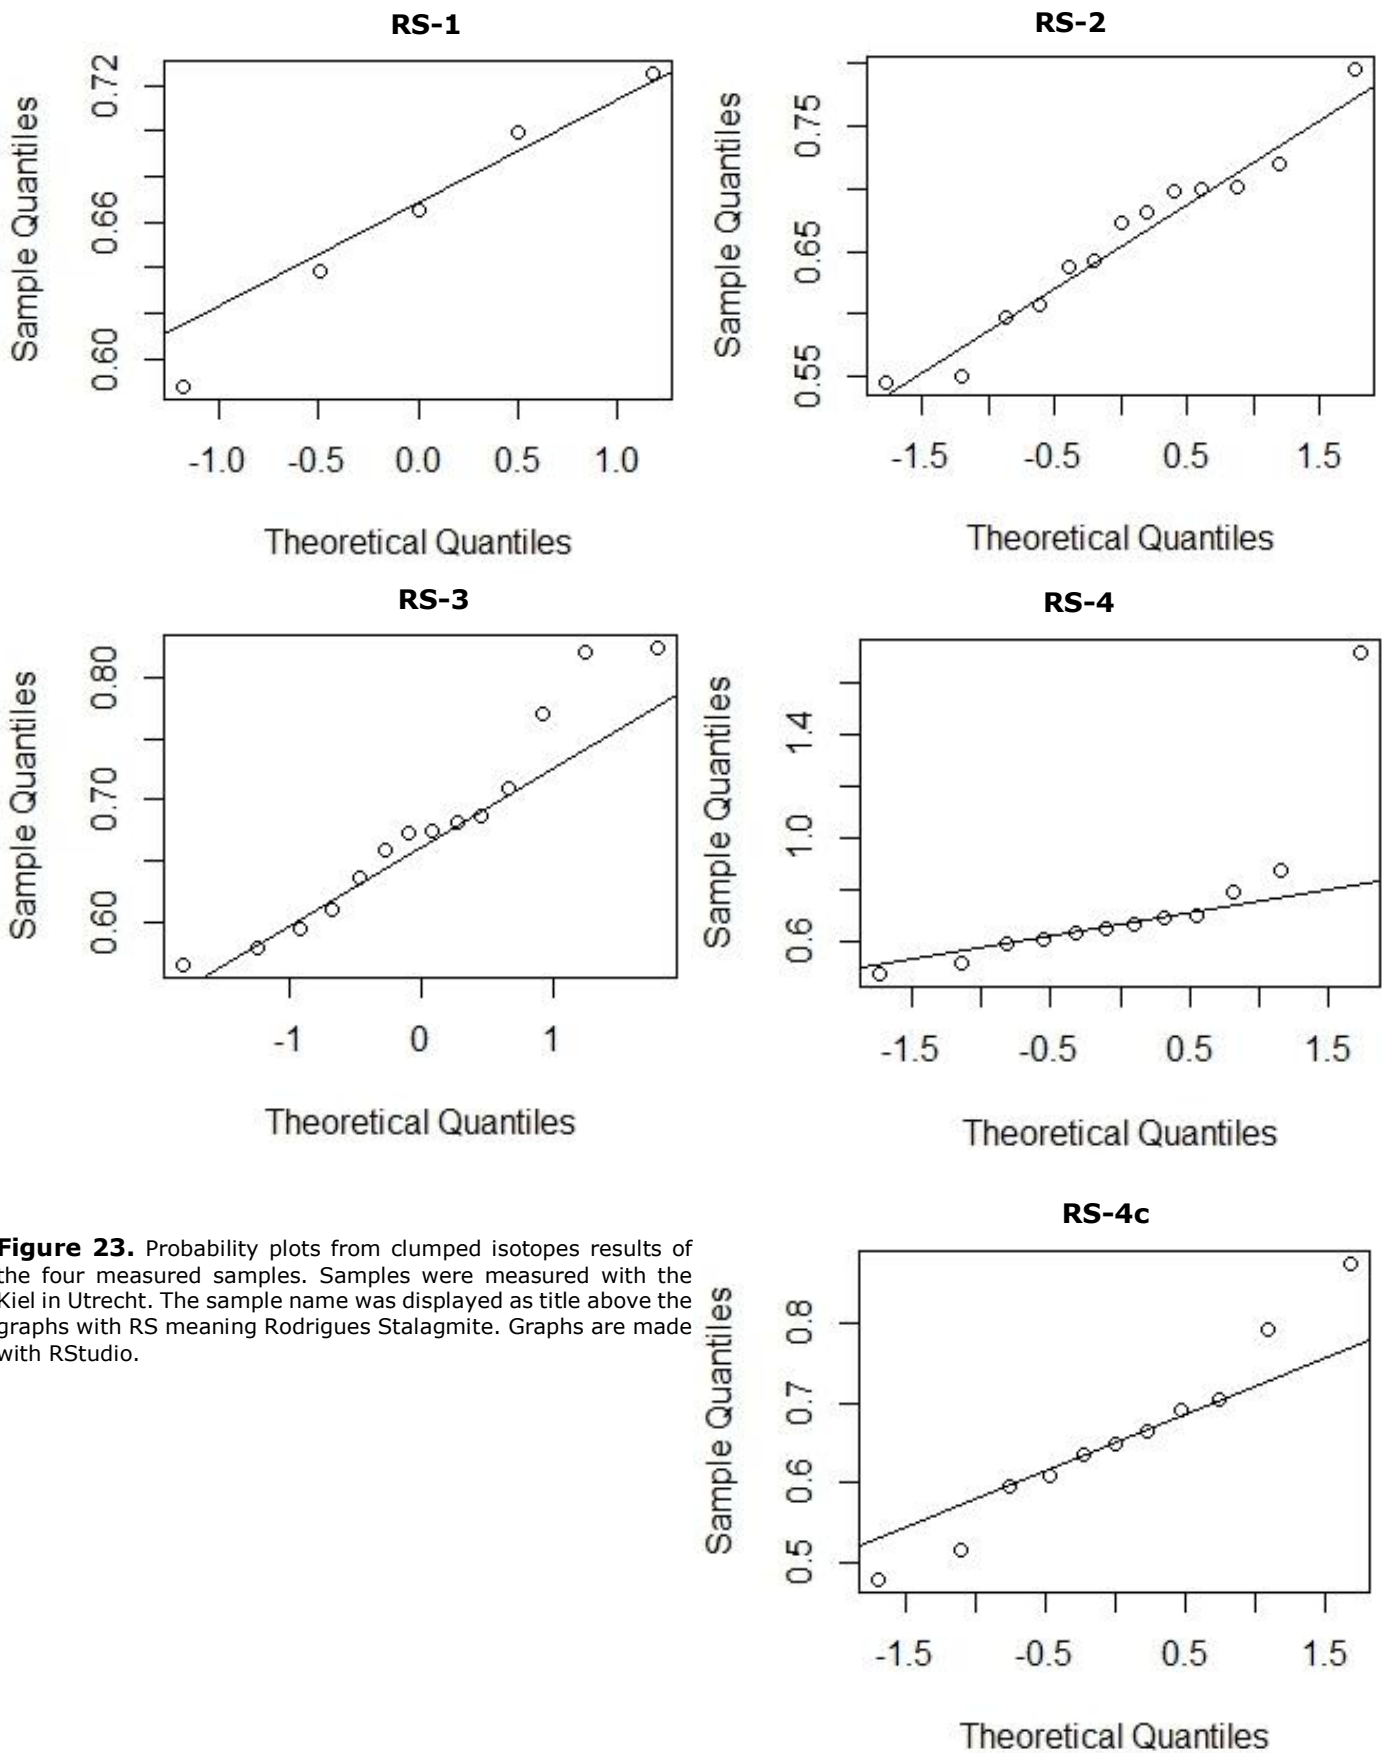 RS-1
Sample Quantiles
0.60 0.66 0.72
-1.0 -0.5 0.0 0.5 1.0
Theoretical Quantiles
RS-2
Sample Quantiles
0.55 0.65 0.75
-1.5 -0.5 0.5 1.5
Theoretical Quantiles
RS-3
Sample Quantiles
0.60 0.70 0.80
-1 0 1
Theoretical Quantiles
RS-4
Sample Quantiles
0.6 1.0 1.4
-1.5 -0.5 0.5 1.5
Theoretical Quantiles
Figure 23. Probability plots from clumped isotopes results of
the four measured samples. Samples were measured with the
Kiel in Utrecht. The sample name was displayed as title above the
graphs with RS meaning Rodrigues Stalagmite. Graphs are made
with RStudio.
RS-4c
Sample Quantiles
0.5 0.6 0.7 0.8
-1.5 -0.5 0.5 1.5
Theoretical Quantiles